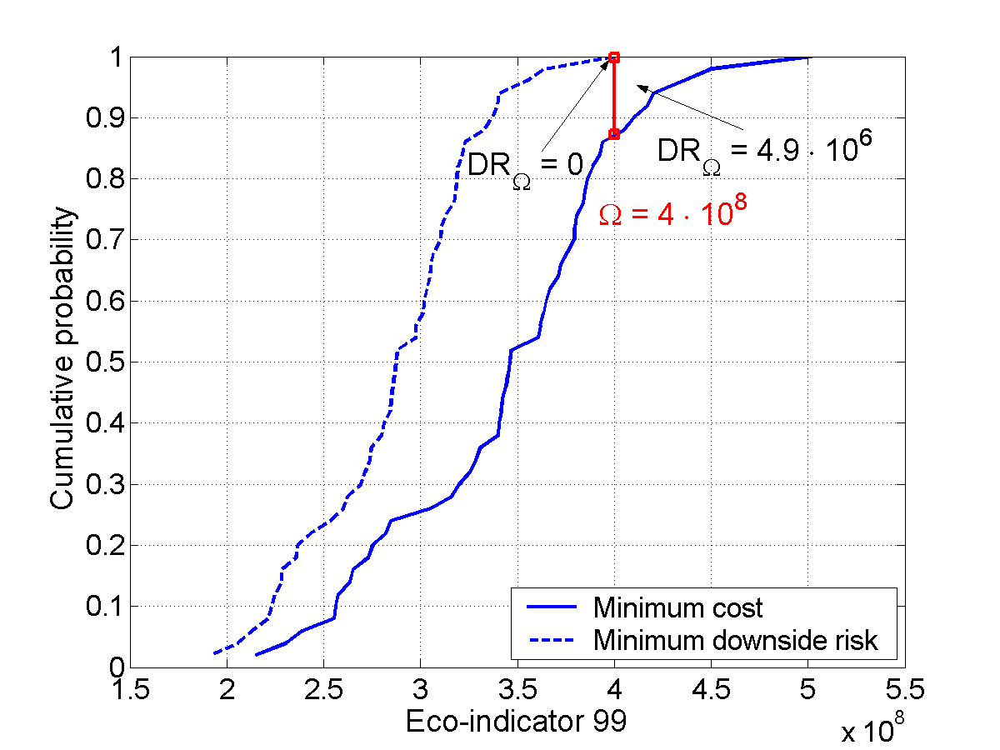 1
0.9
0.8
0.7
0.6
0.5
0.4
0.3
0.2
0.1
0
Cumulative probability
DR_Ω = 0
DR_Ω = 4.9 · 10^6
Ω = 4 · 10^8
Minimum cost
Minimum downside risk
1.5 2 2.5 3 3.5 4 4.5 5 5.5
Eco-indicator 99
x 10^8